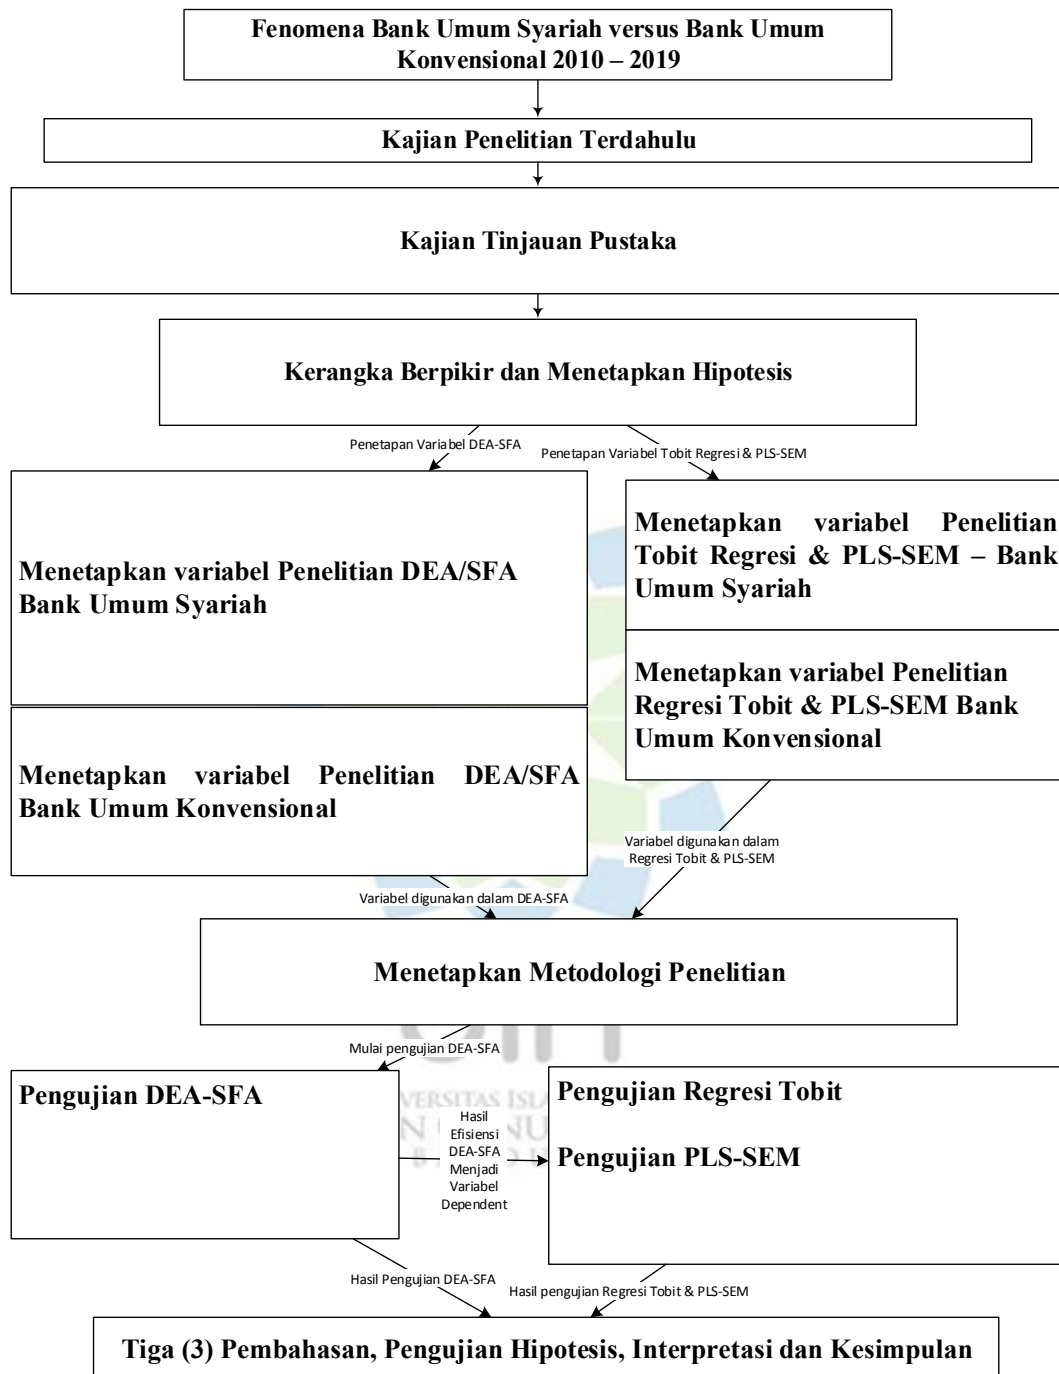 Fenomena Bank Umum Syariah versus Bank Umum
Konvensional 2010 – 2019
Kajian Penelitian Terdahulu
Kajian Tinjauan Pustaka
Kerangka Berpikir dan Menetapkan Hipotesis
Penetapan Variabel DEA-SFA
Penetapan Variabel Tobit Regresi & PLS-SEM
Menetapkan variabel Penelitian DEA/SFA
Bank Umum Syariah
Menetapkan variabel Penelitian
Tobit Regresi & PLS-SEM – Bank
Umum Syariah
Menetapkan variabel Penelitian
Regresi Tobit & PLS-SEM Bank
Umum Konvensional
Menetapkan variabel Penelitian DEA/SFA
Bank Umum Konvensional
Variabel digunakan dalam
Regresi Tobit & PLS-SEM
Variabel digunakan dalam DEA-SFA
Menetapkan Metodologi Penelitian
Mulai pengujian DEA-SFA
Pengujian DEA-SFA
Hasil
Efisiensi
DEA-SFA
Menjadi
Variabel
Dependent
Pengujian Regresi Tobit
Pengujian PLS-SEM
Hasil Pengujian DEA-SFA
Hasil pengujian Regresi Tobit & PLS-SEM
Tiga (3) Pembahasan, Pengujian Hipotesis, Interpretasi dan Kesimpulan